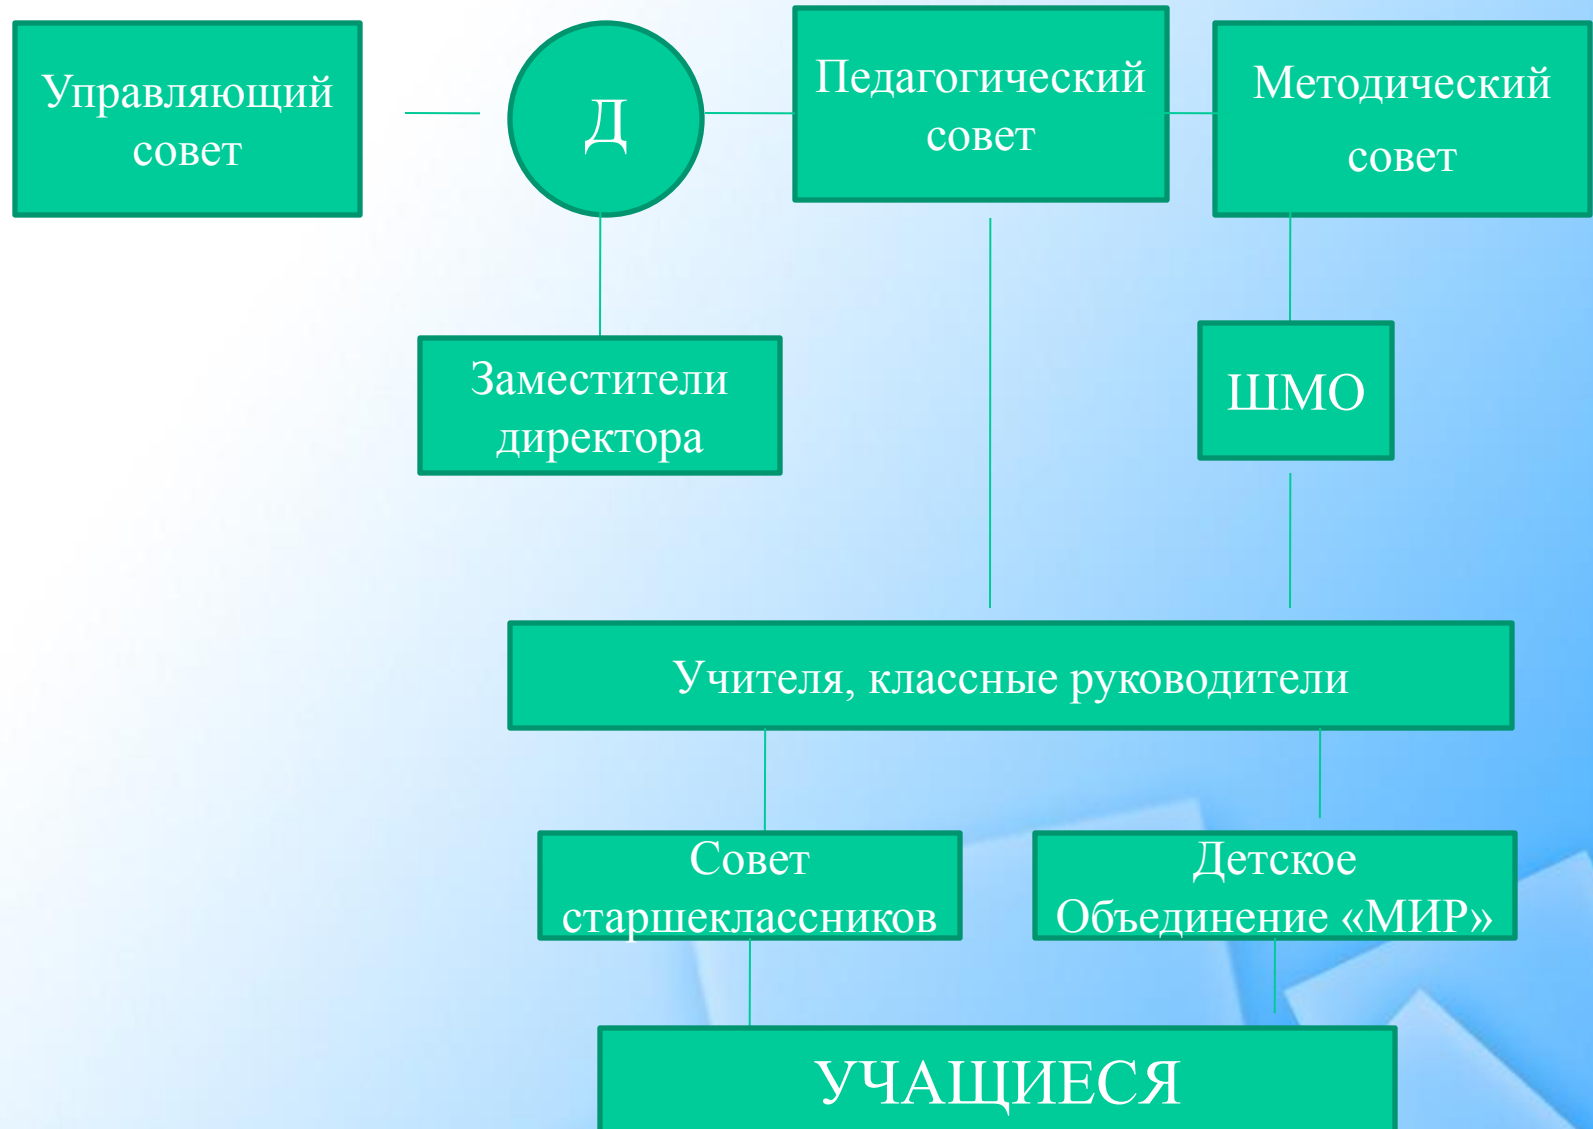 Управляющий
совет
Д
Педагогический
совет
Методический
совет
Заместители
директора
ШМО
Учителя, классные руководители
Совет
старшеклассников
Детское
Объединение «МИР»
УЧАЩИЕСЯ